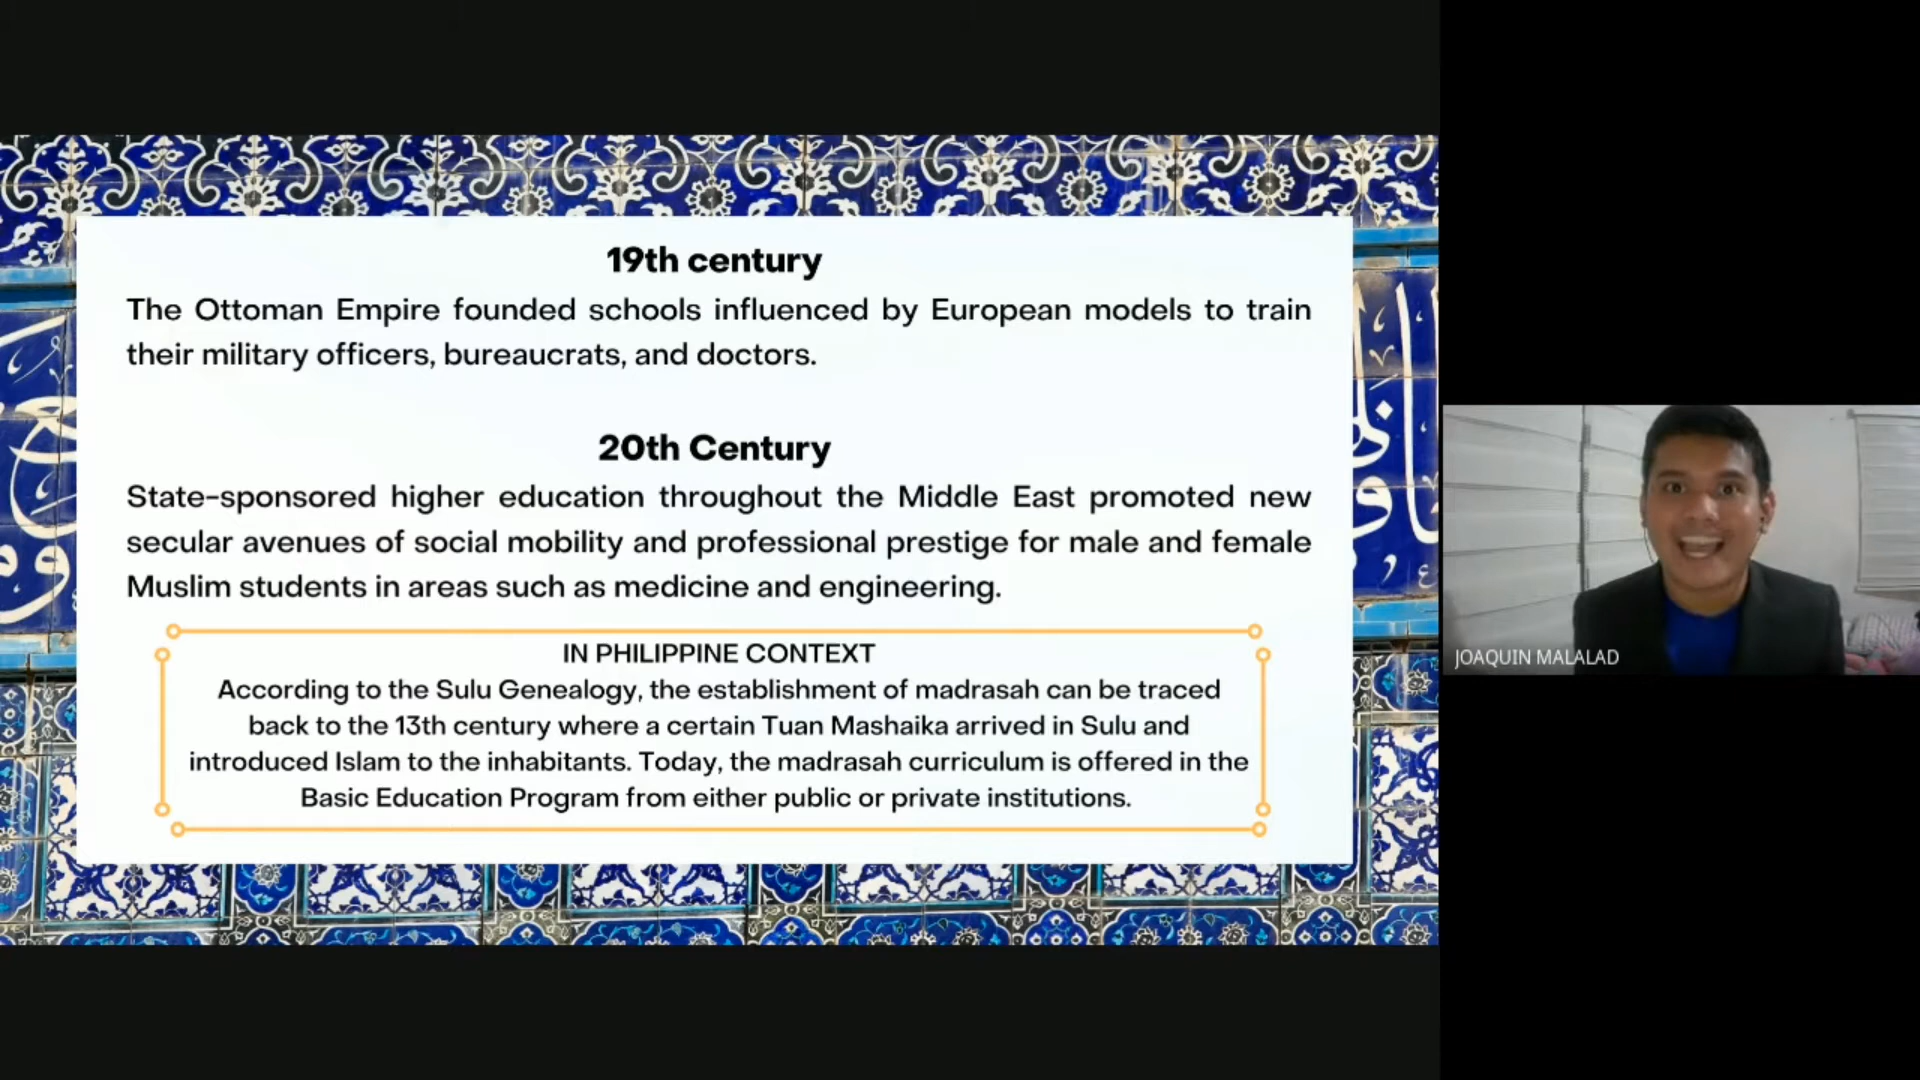 19th century
The Ottoman Empire founded schools influenced by European models to train
their military officers, bureaucrats, and doctors.
20th Century
State-sponsored higher education throughout the Middle East promoted new
secular avenues of social mobility and professional prestige for male and female
Muslim students in areas such as medicine and engineering.
IN PHILIPPINE CONTEXT
According to the Sulu Genealogy, the establishment of madrasah can be traced
back to the 13th century where a certain Tuan Mashaika arrived in Sulu and
introduced Islam to the inhabitants. Today, the madrasah curriculum is offered in the
Basic Education Program from either public or private institutions.
JOAQUIN MALALAD